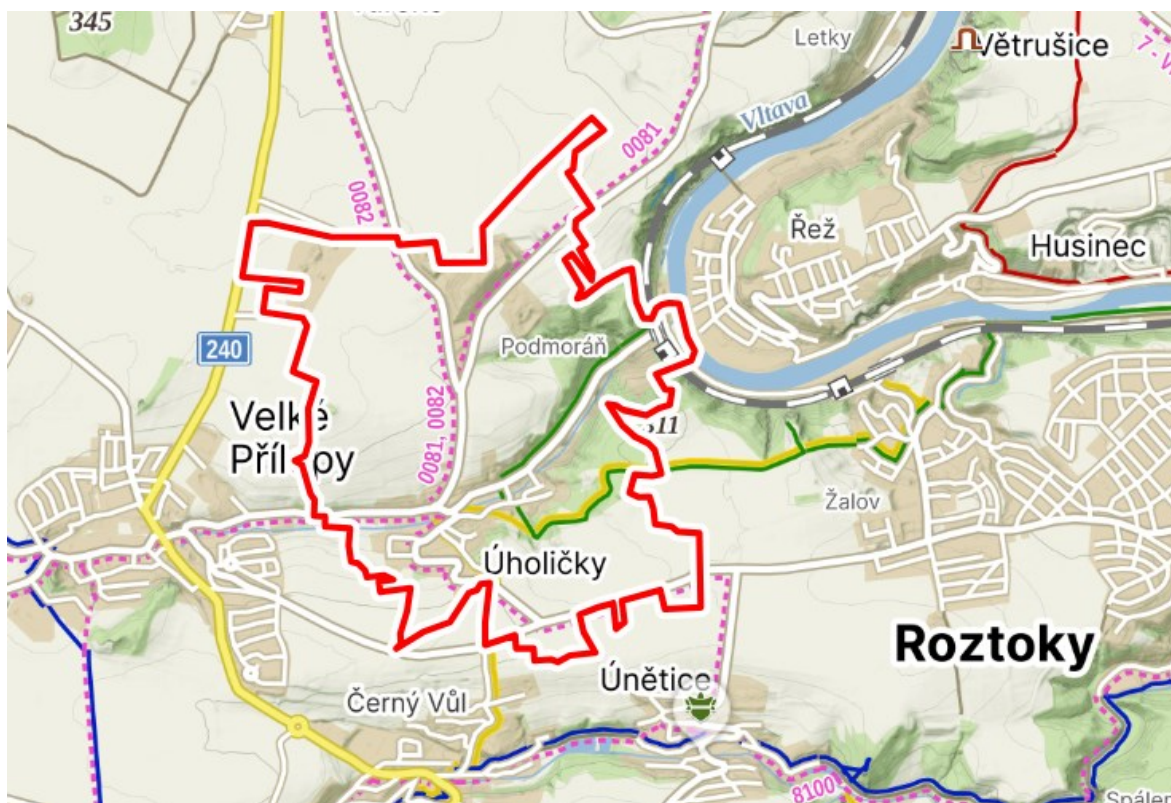 345
Letky
Větrušice
Vltava
0081
0082
Řež
Husinec
Podmoráň
240
Velké
Přílepy
0081, 0082
Žalov
Úholičky
Roztoky
Únětice
Černý Vůl
8100